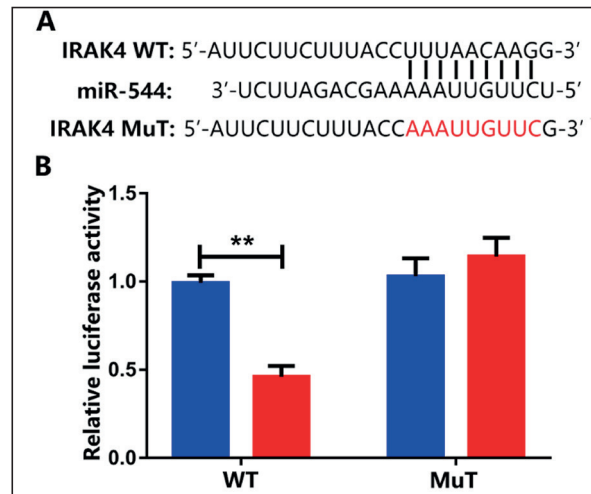 A
IRAK4 WT: 5'-AUUCUUCUUUACCUUUAACAAGG-3'
miR-544: 3'-UCUUAGACGAAAAAUUGUUCU-5'
IRAK4 MuT: 5'-AUUCUUCUUUACCAAAUUGUUCG-3'
B
Relative luciferase activity
1.5
1.0
0.5
0.0
**
WT MuT